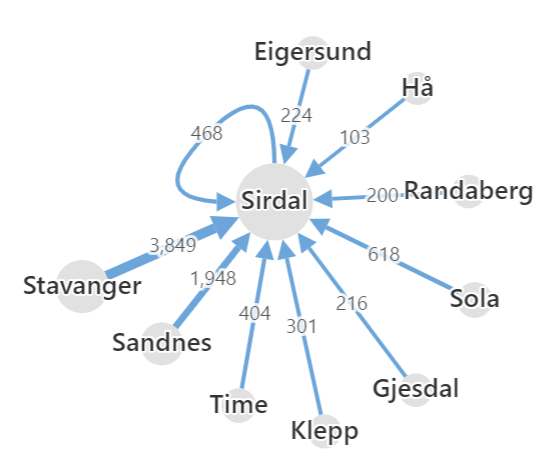 Eigersund
Hå
224
468
103
200
Randaberg
Sirdal
3,849
618
Stavanger
1,948
Sola
404
301
216
Sandnes
Time
Gjesdal
Klepp